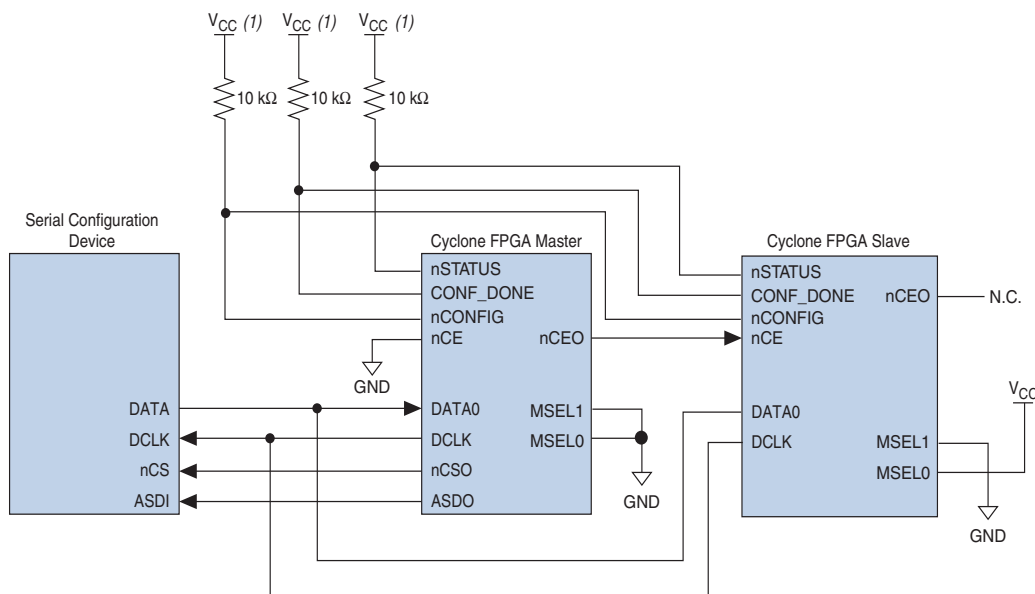 VCC (1)
VCC (1)
VCC (1)
10 kΩ
10 kΩ
10 kΩ
Serial Configuration
Device
DATA
DCLK
nCS
ASDI
Cyclone FPGA Master
nSTATUS
CONF_DONE
nCONFIG
nCE
nCEO
GND
DATA0
DCLK
nCSO
ASDO
MSEL1
MSEL0
GND
Cyclone FPGA Slave
nSTATUS
CONF_DONE
nCONFIG
nCE
nCEO
N.C.
DATA0
DCLK
VCC
MSEL1
MSEL0
GND